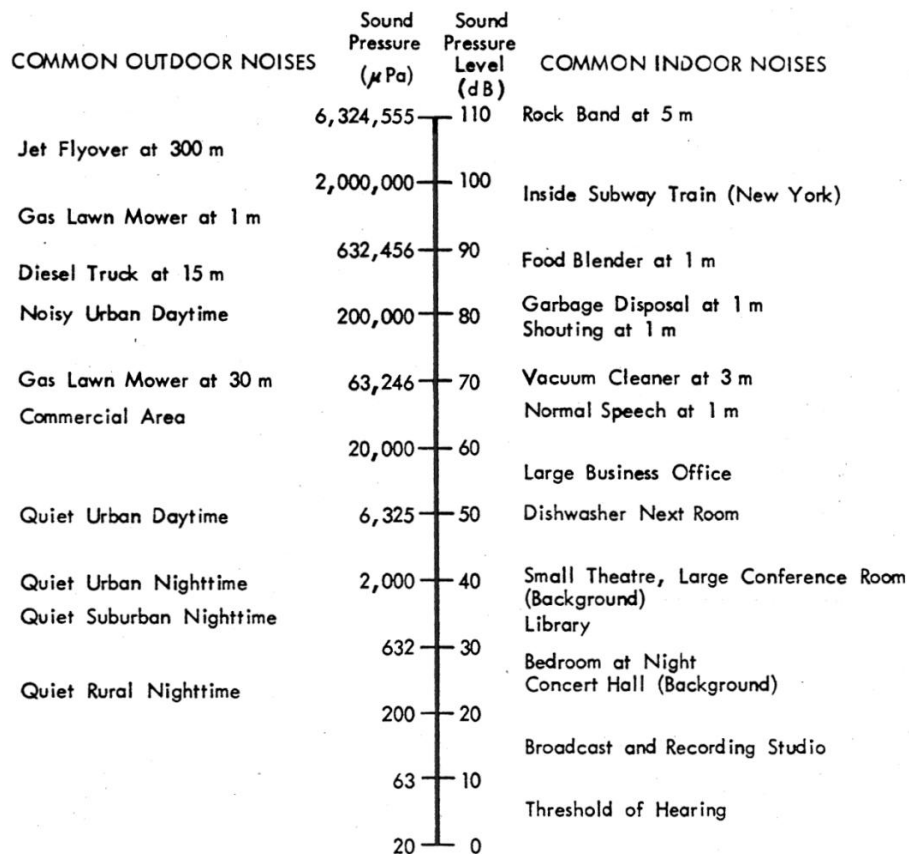 COMMON OUTDOOR NOISES
Sound
Pressure
(μPa)
Sound
Pressure
Level
(dB)
COMMON INDOOR NOISES
6,324,555 110 Rock Band at 5 m
Jet Flyover at 300 m
2,000,000 100
Inside Subway Train (New York)
Gas Lawn Mower at 1 m
632,456 90
Food Blender at 1 m
Diesel Truck at 15 m
Noisy Urban Daytime 200,000 80 Garbage Disposal at 1 m
Shouting at 1 m
Gas Lawn Mower at 30 m 63,246 70 Vacuum Cleaner at 3 m
Commercial Area Normal Speech at 1 m
20,000 60
Large Business Office
Quiet Urban Daytime 6,325 50 Dishwasher Next Room
Quiet Urban Nighttime 2,000 40 Small Theatre, Large Conference Room
(Background)
Quiet Suburban Nighttime Library
632 30
Bedroom at Night
Quiet Rural Nighttime Concert Hall (Background)
200 20
Broadcast and Recording Studio
63 10
Threshold of Hearing
20 0